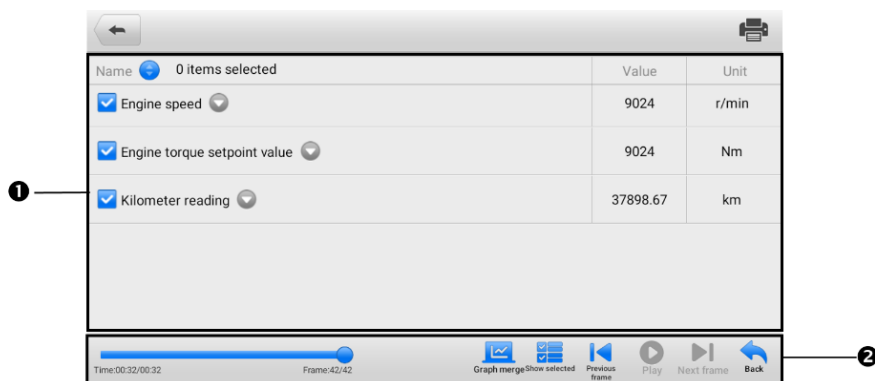 Name 0 items selected Value Unit
Engine speed 9024 r/min
Engine torque setpoint value 9024 Nm
❶
Kilometer reading 37898.67 km
❷
Time:00:32/00:32 Frame:42/42 Graph merge Show selected Previous frame Play Next frame Back